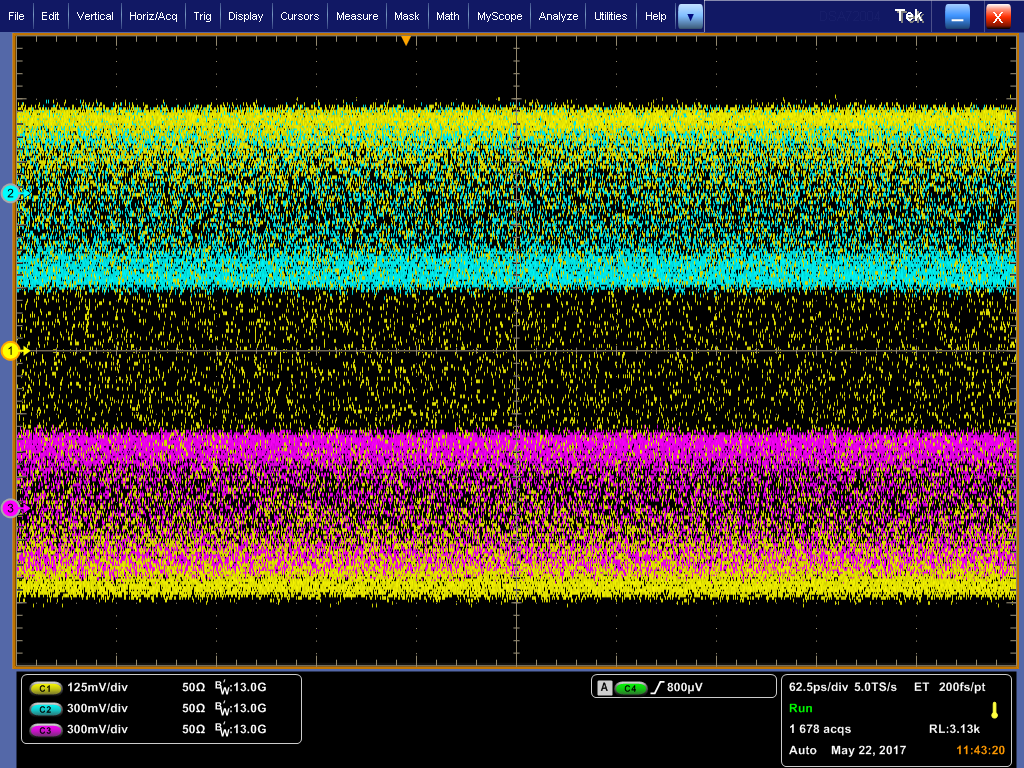 File Edit Vertical Horiz/Acq Trig Display Cursors Measure Mask Math MyScope Analyze Utilities Help Tek X
2
1
3
C1 125mV/div 50Ω BW:13.0G
C2 300mV/div 50Ω BW:13.0G
C3 300mV/div 50Ω BW:13.0G
A C4 800µV
62.5ps/div 5.0TS/s ET 200fs/pt
Run
1 678 acqs RL:3.13k
Auto May 22, 2017 11:43:20